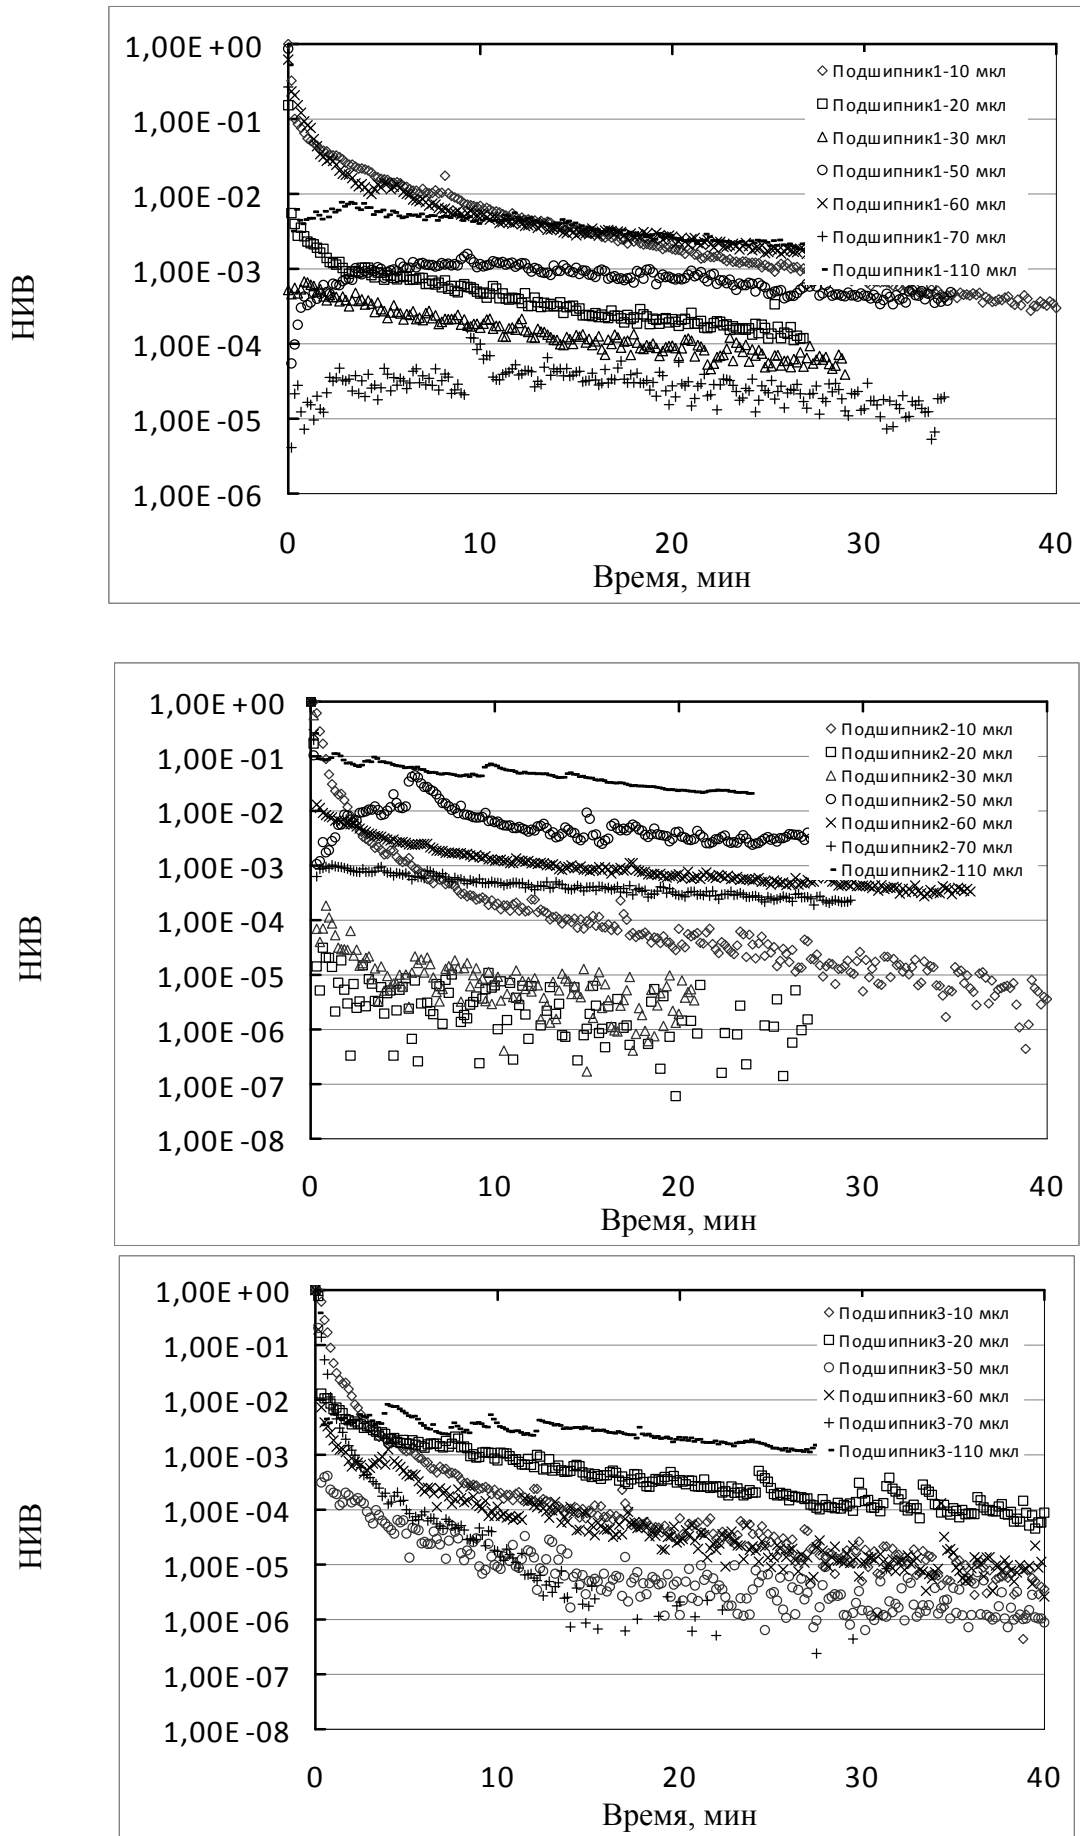 НИВ
1,00E+00
1,00E-01
1,00E-02
1,00E-03
1,00E-04
1,00E-05
1,00E-06
0 10 20 30 40
Время, мин
Подшипник1-10 мкл
Подшипник1-20 мкл
Подшипник1-30 мкл
Подшипник1-50 мкл
Подшипник1-60 мкл
Подшипник1-70 мкл
Подшипник1-110 мкл
НИВ
1,00E+00
1,00E-01
1,00E-02
1,00E-03
1,00E-04
1,00E-05
1,00E-06
1,00E-07
1,00E-08
0 10 20 30 40
Время, мин
Подшипник2-10 мкл
Подшипник2-20 мкл
Подшипник2-30 мкл
Подшипник2-50 мкл
Подшипник2-60 мкл
Подшипник2-70 мкл
Подшипник2-110 мкл
НИВ
1,00E+00
1,00E-01
1,00E-02
1,00E-03
1,00E-04
1,00E-05
1,00E-06
1,00E-07
1,00E-08
0 10 20 30 40
Время, мин
Подшипник3-10 мкл
Подшипник3-20 мкл
Подшипник3-50 мкл
Подшипник3-60 мкл
Подшипник3-70 мкл
Подшипник3-110 мкл